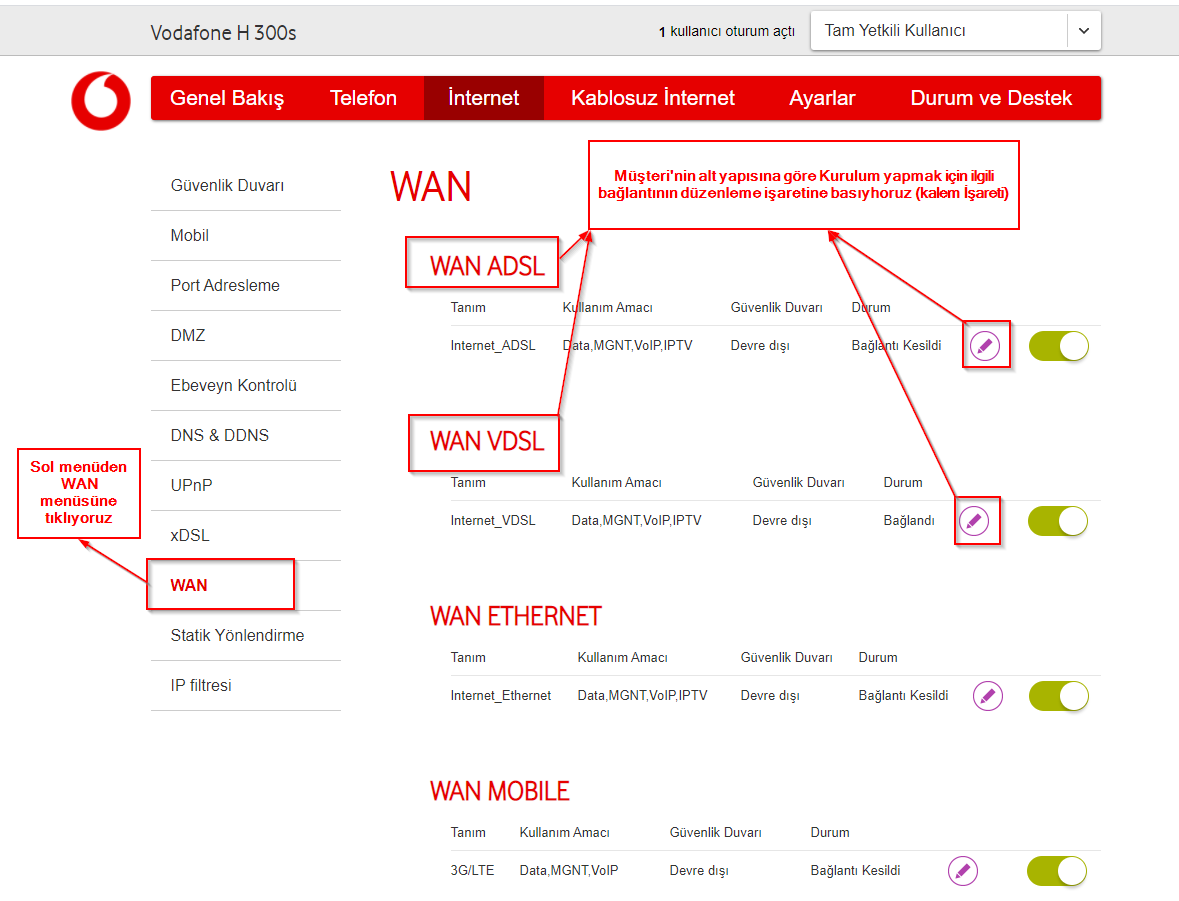 Vodafone H 300s
1 kullanıcı oturum açtı
Tam Yetkili Kullanıcı
Genel Bakış Telefon İnternet Kablosuz İnternet Ayarlar Durum ve Destek
Güvenlik Duvarı
Mobil
Port Adresleme
DMZ
Ebeveyn Kontrolü
DNS & DDNS
UPnP
xDSL
WAN
Statik Yönlendirme
IP filtresi
Sol menüden
WAN
menüsüne
tıklıyoruz
WAN
Müşteri'nin alt yapısına göre Kurulum yapmak için ilgili
bağlantının düzenleme işaretine basıyhoruz (kalem İşareti)
WAN ADSL
Tanım Kullanım Amacı Güvenlik Duvarı Durum
Internet_ADSL Data,MGNT,VoIP,IPTV Devre dışı Bağlantı Kesildi
WAN VDSL
Tanım Kullanım Amacı Güvenlik Duvarı Durum
Internet_VDSL Data,MGNT,VoIP,IPTV Devre dışı Bağlandı
WAN ETHERNET
Tanım Kullanım Amacı Güvenlik Duvarı Durum
Internet_Ethernet Data,MGNT,VoIP,IPTV Devre dışı Bağlantı Kesildi
WAN MOBILE
Tanım Kullanım Amacı Güvenlik Duvarı Durum
3G/LTE Data,MGNT,VoIP Devre dışı Bağlantı Kesildi